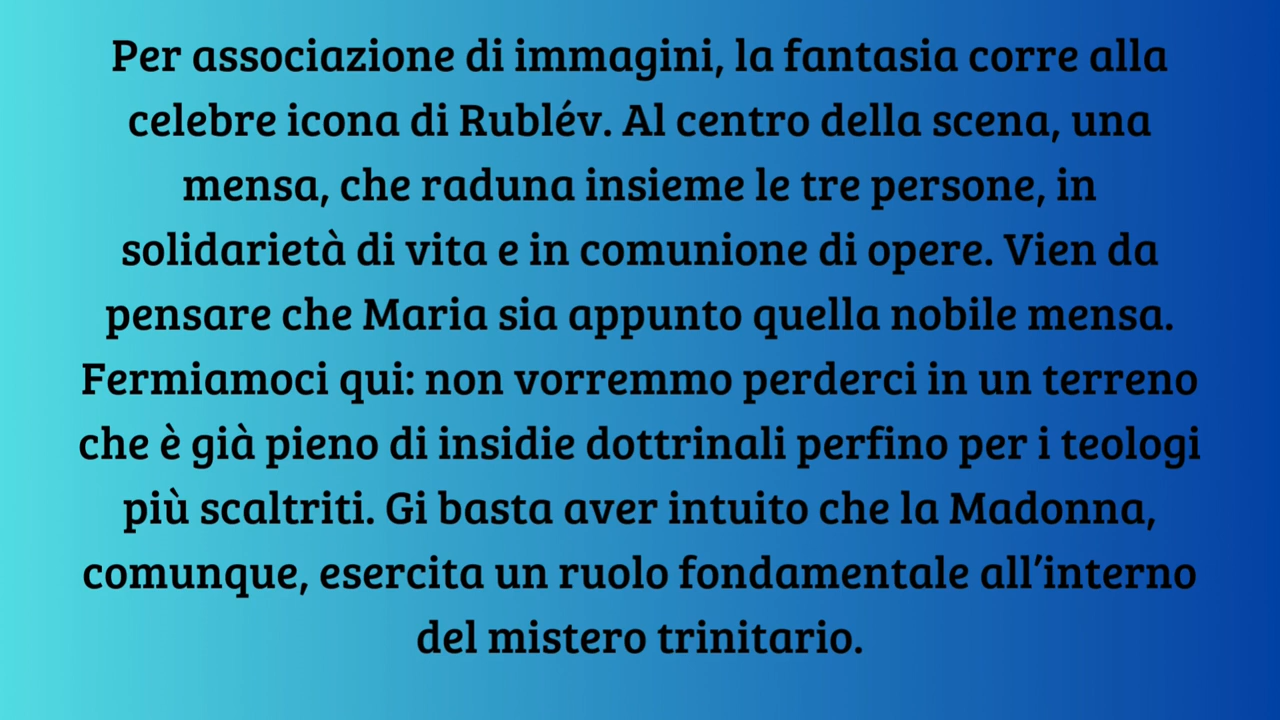 Per associazione di immagini, la fantasia corre alla
celebre icona di Rublév. Al centro della scena, una
mensa, che raduna insieme le tre persone, in
solidarietà di vita e in comunione di opere. Vien da
pensare che Maria sia appunto quella nobile mensa.
Fermiamoci qui: non vorremmo perderci in un terreno
che è già pieno di insidie dottrinali perfino per i teologi
più scaltriti. Gi basta aver intuito che la Madonna,
comunque, esercita un ruolo fondamentale all’interno
del mistero trinitario.